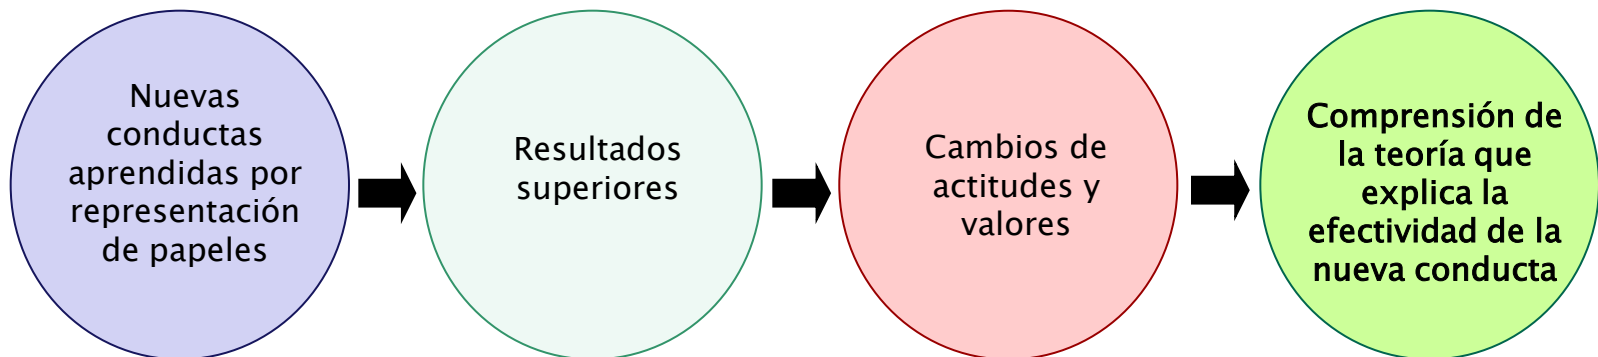 Nuevas
conductas
aprendidas por
representación
de papeles
Resultados
superiores
Cambios de
actitudes y
valores
Comprensión de
la teoría que
explica la
efectividad de la
nueva conducta